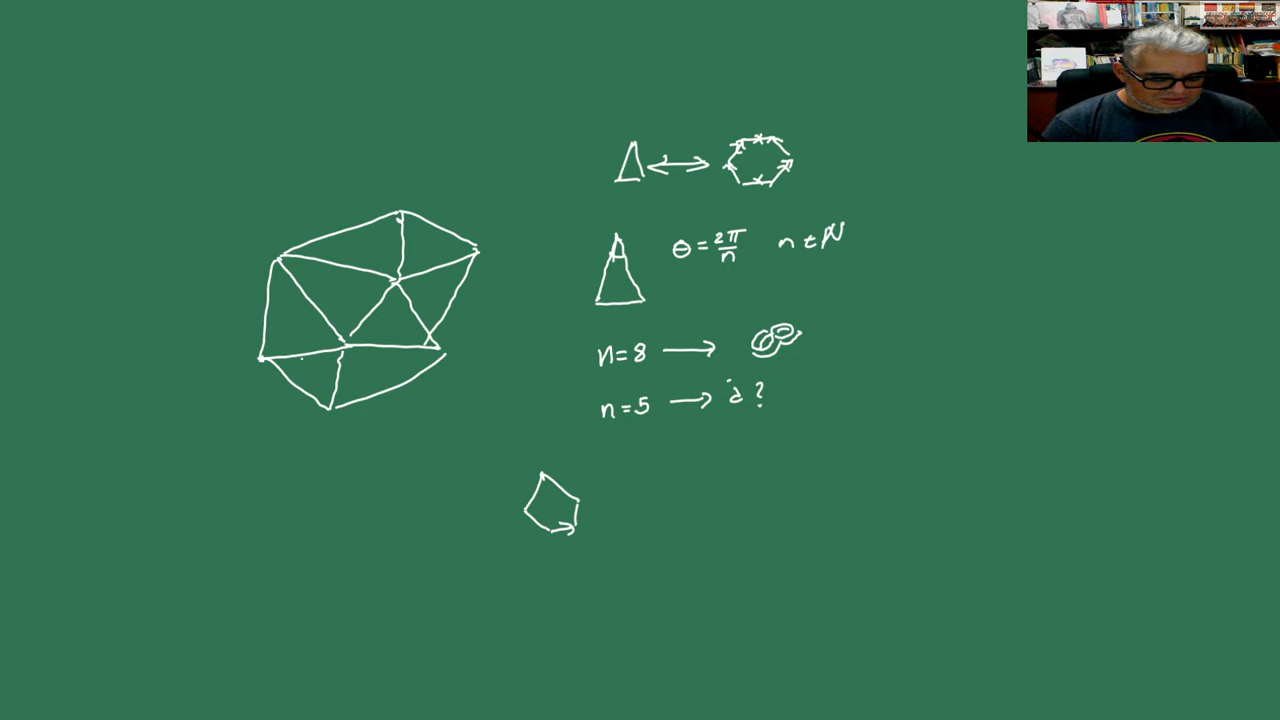 θ = 2π/n n ∈ ℕ
n = 8 →
n = 5 → ¿ ?